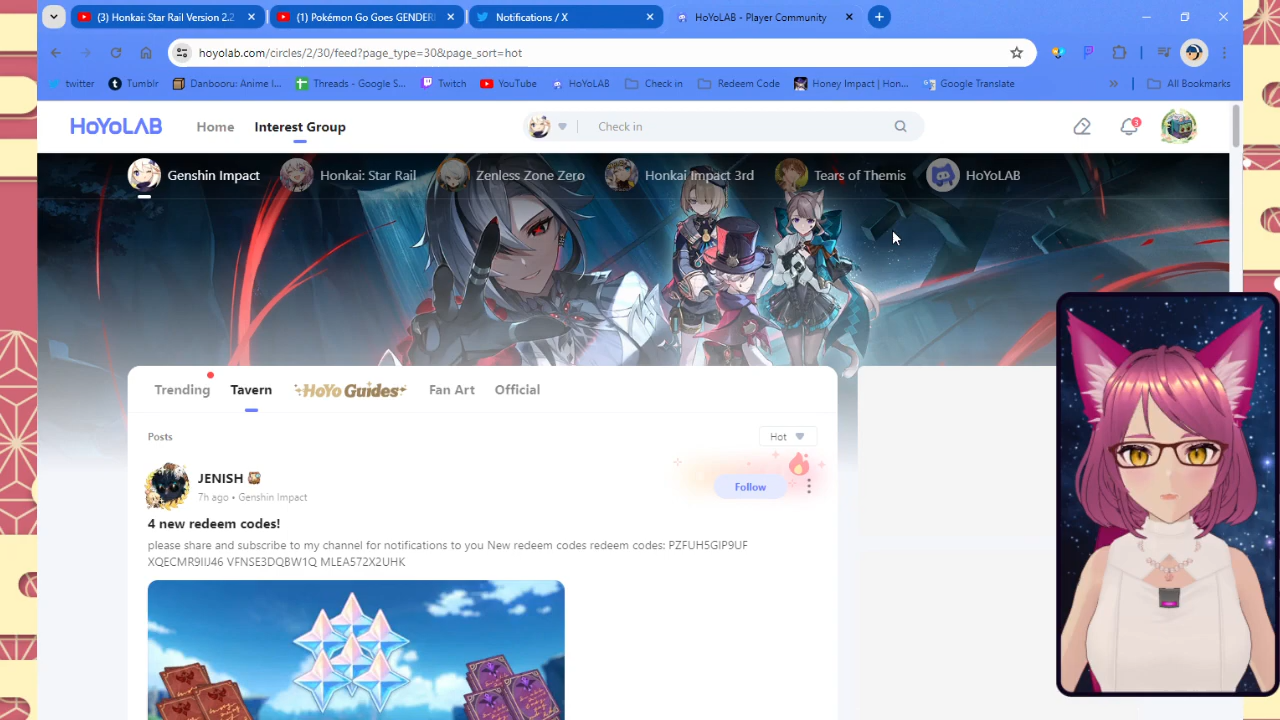 (3) Honkai: Star Rail Version 2.2
(1) Pokémon Go Goes GENDER
Notifications / X
HoYoLAB - Player Community
hoyolab.com/circles/2/30/feed?page_type=30&page_sort=hot
twitter
Tumblr
Danbooru: Anime I...
Threads - Google S...
Twitch
YouTube
HoYoLAB
Check in
Redeem Code
Honey Impact | Hon...
Google Translate
»
All Bookmarks
HoYoLAB
Home
Interest Group
Check in
3
Genshin Impact
Honkai: Star Rail
Zenless Zone Zero
Honkai Impact 3rd
Tears of Themis
HoYoLAB
Trending
Tavern
HoYo Guides
Fan Art
Official
Posts
Hot
JENISH
7h ago • Genshin Impact
Follow
4 new redeem codes!
please share and subscribe to my channel for notifications to you New redeem codes redeem codes: PZFUH5GIP9UF
XQECMR9IIJ46 VFNSE3DQBW1Q MLEA572X2UHK